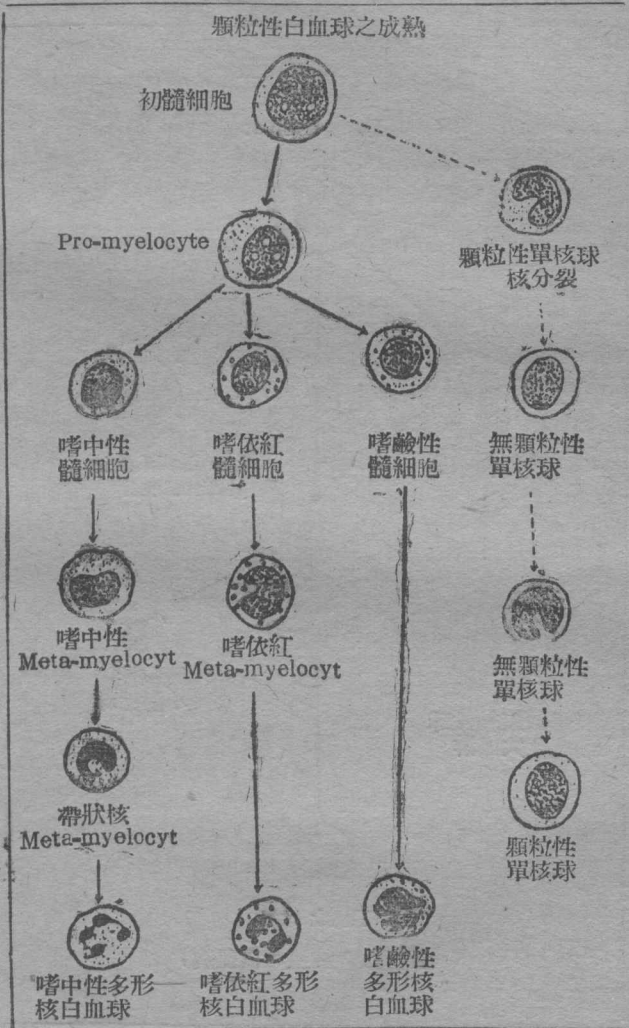 顆粒性白血球之成熟
初髓細胞
Pro-myelocyte
顆粒性單核球
核分裂
嗜中性
髓細胞
嗜依紅
髓細胞
嗜鹼性
髓細胞
無顆粒性
單核球
嗜中性
Meta-myelocyt
嗜依紅
Meta-myelocyt
無顆粒性
單核球
帶狀核
Meta-myelocyt
顆粒性
單核球
嗜中性多形
核白血球
嗜依紅多形
核白血球
嗜鹼性
多形核
白血球